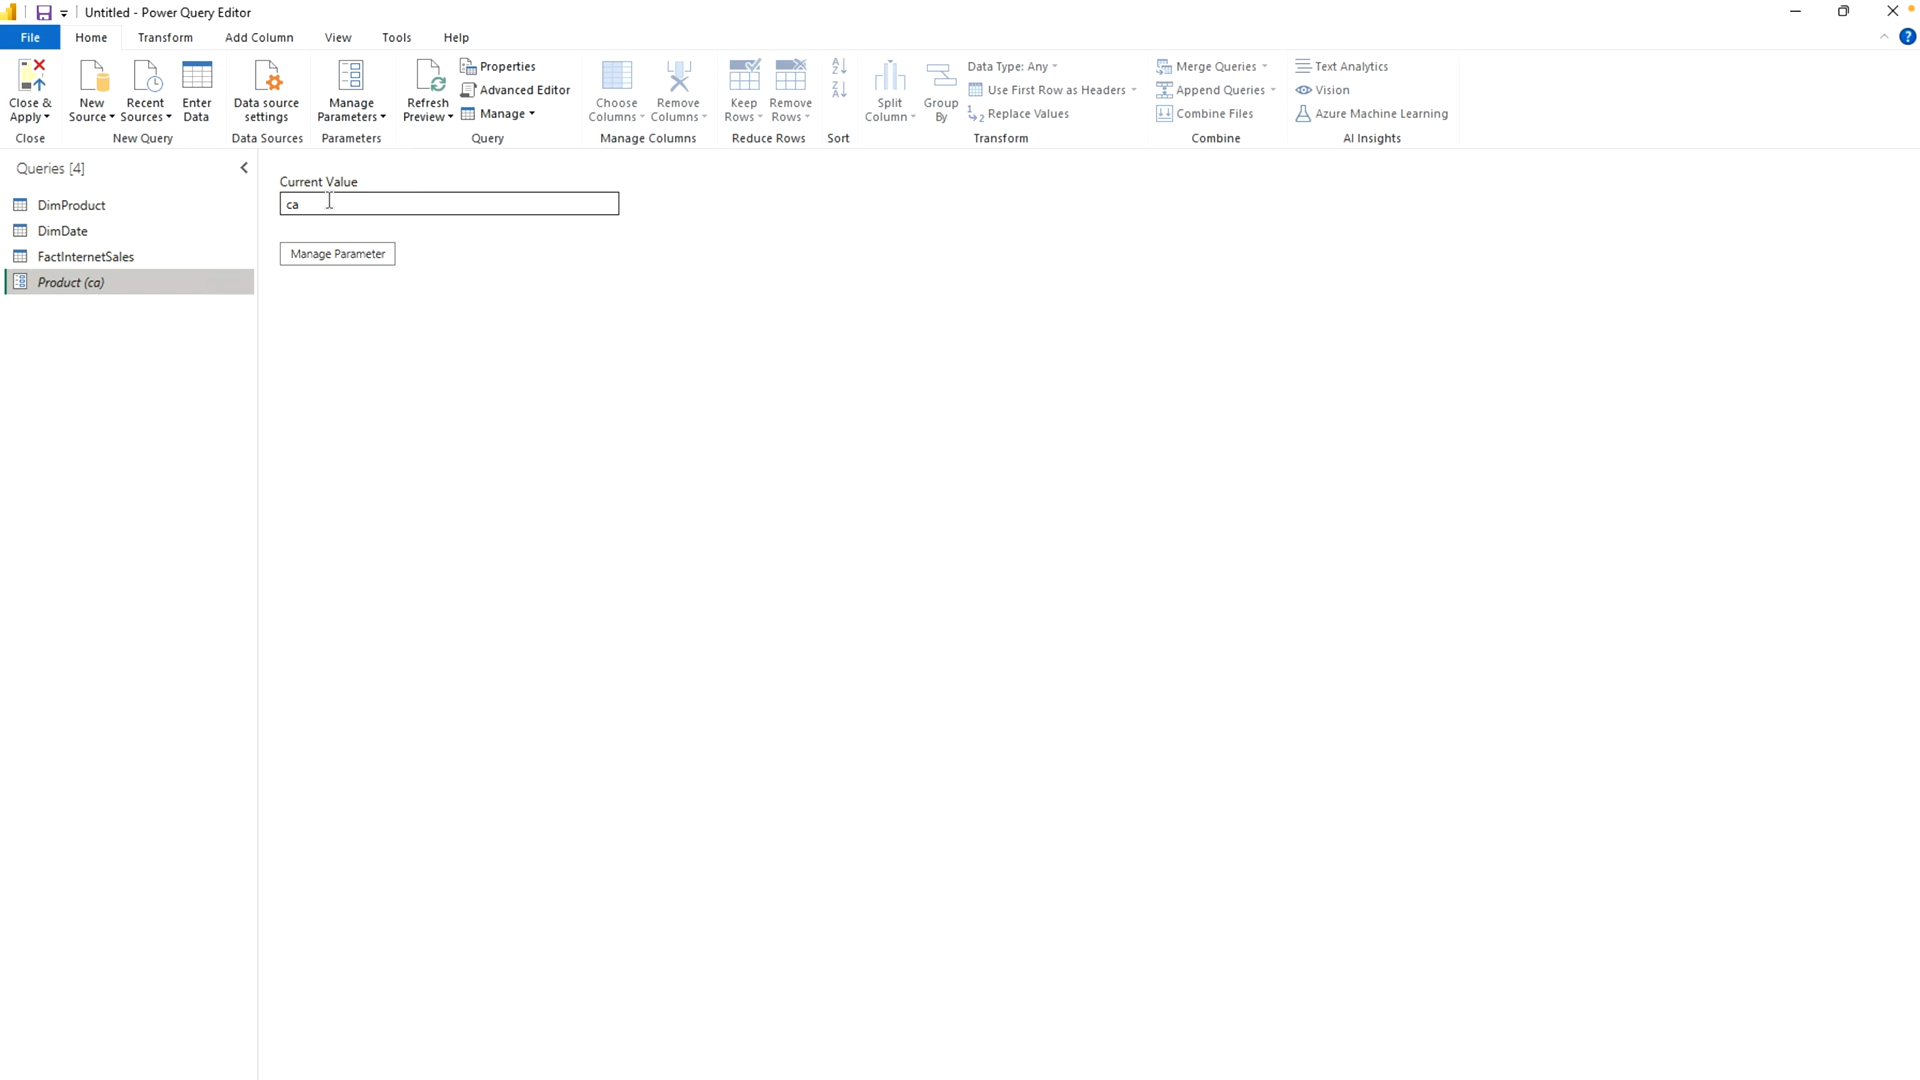 Untitled - Power Query Editor
File Home Transform Add Column View Tools Help
Close & Apply
Close
New Source
Recent Sources
Enter Data
New Query
Data source settings
Data Sources
Manage Parameters
Parameters
Refresh Preview
Properties
Advanced Editor
Manage
Query
Choose Columns
Remove Columns
Manage Columns
Keep Rows
Remove Rows
Reduce Rows
A Z
Z A
Sort
Split Column
Group By
Data Type: Any
Use First Row as Headers
1 2 Replace Values
Transform
Merge Queries
Append Queries
Combine Files
Combine
Text Analytics
Vision
Azure Machine Learning
AI Insights
?
Queries [4]
DimProduct
DimDate
FactInternetSales
Product (ca)
Current Value
ca
Manage Parameter